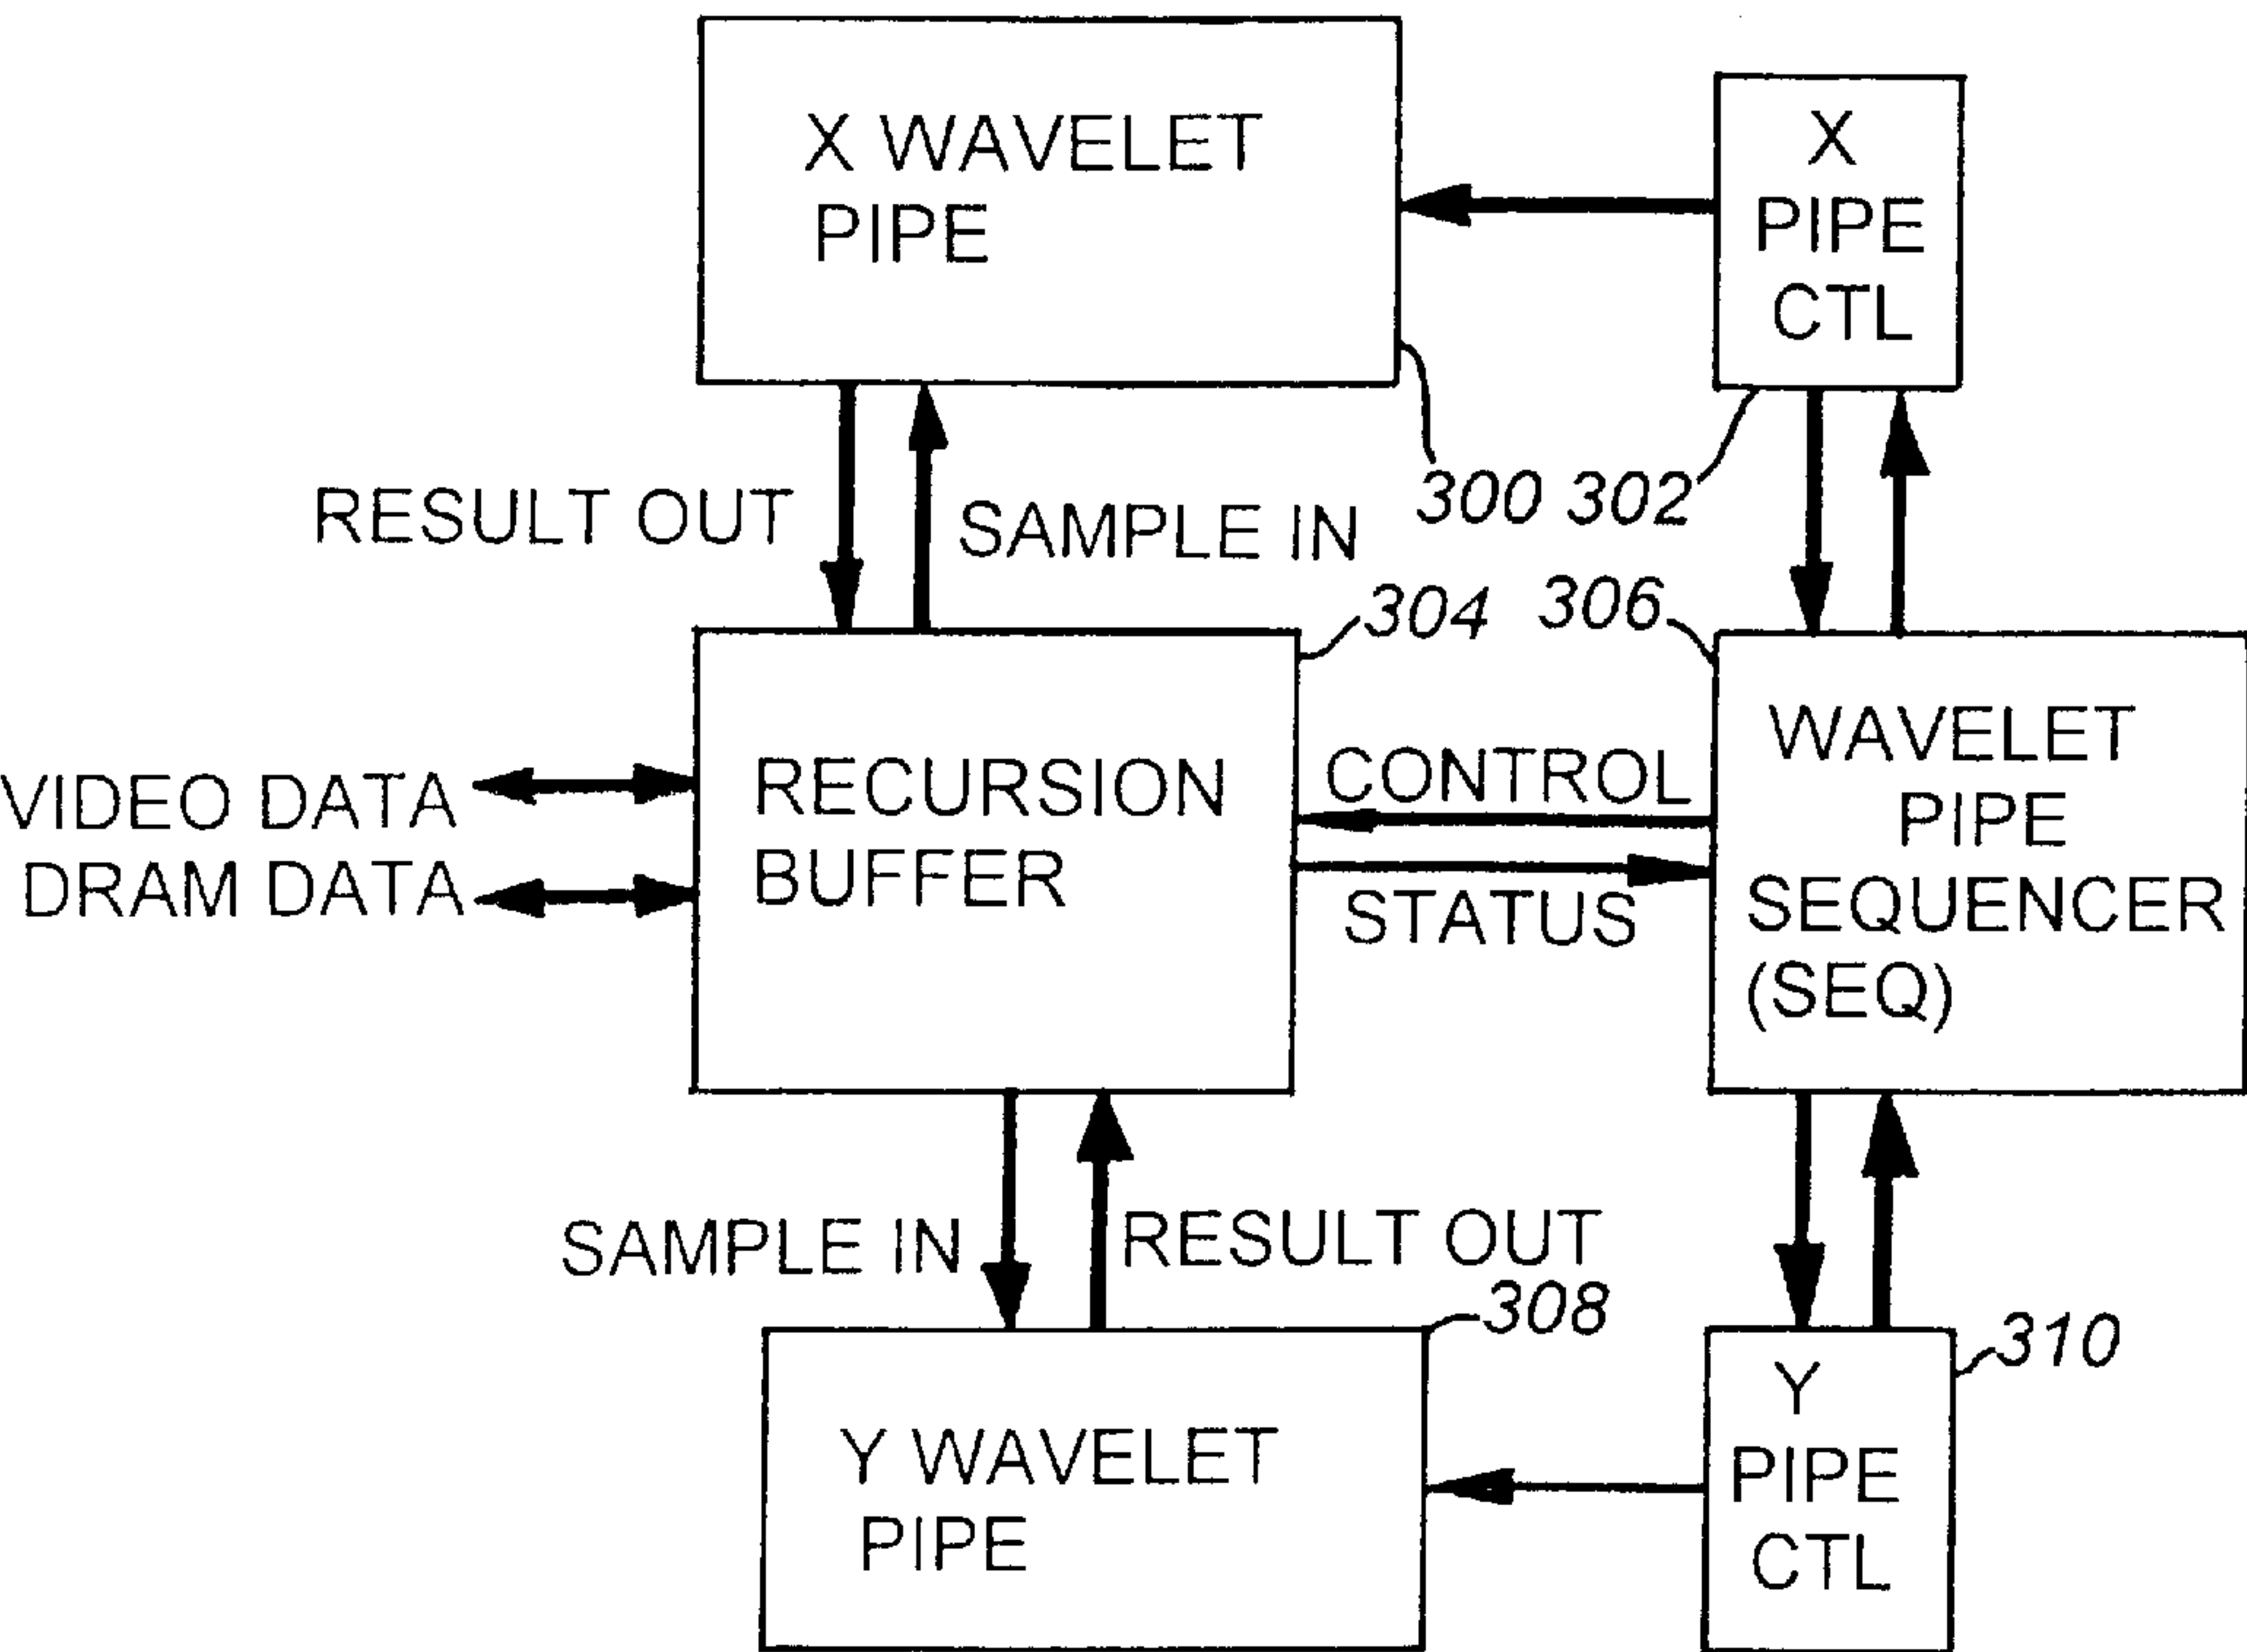 X WAVELET
PIPE
X
PIPE
CTL
RESULT OUT
SAMPLE IN
300
302
304
306
VIDEO DATA
DRAM DATA
RECURSION
BUFFER
CONTROL
STATUS
WAVELET
PIPE
SEQUENCER
(SEQ)
SAMPLE IN
RESULT OUT
308
310
Y WAVELET
PIPE
Y
PIPE
CTL